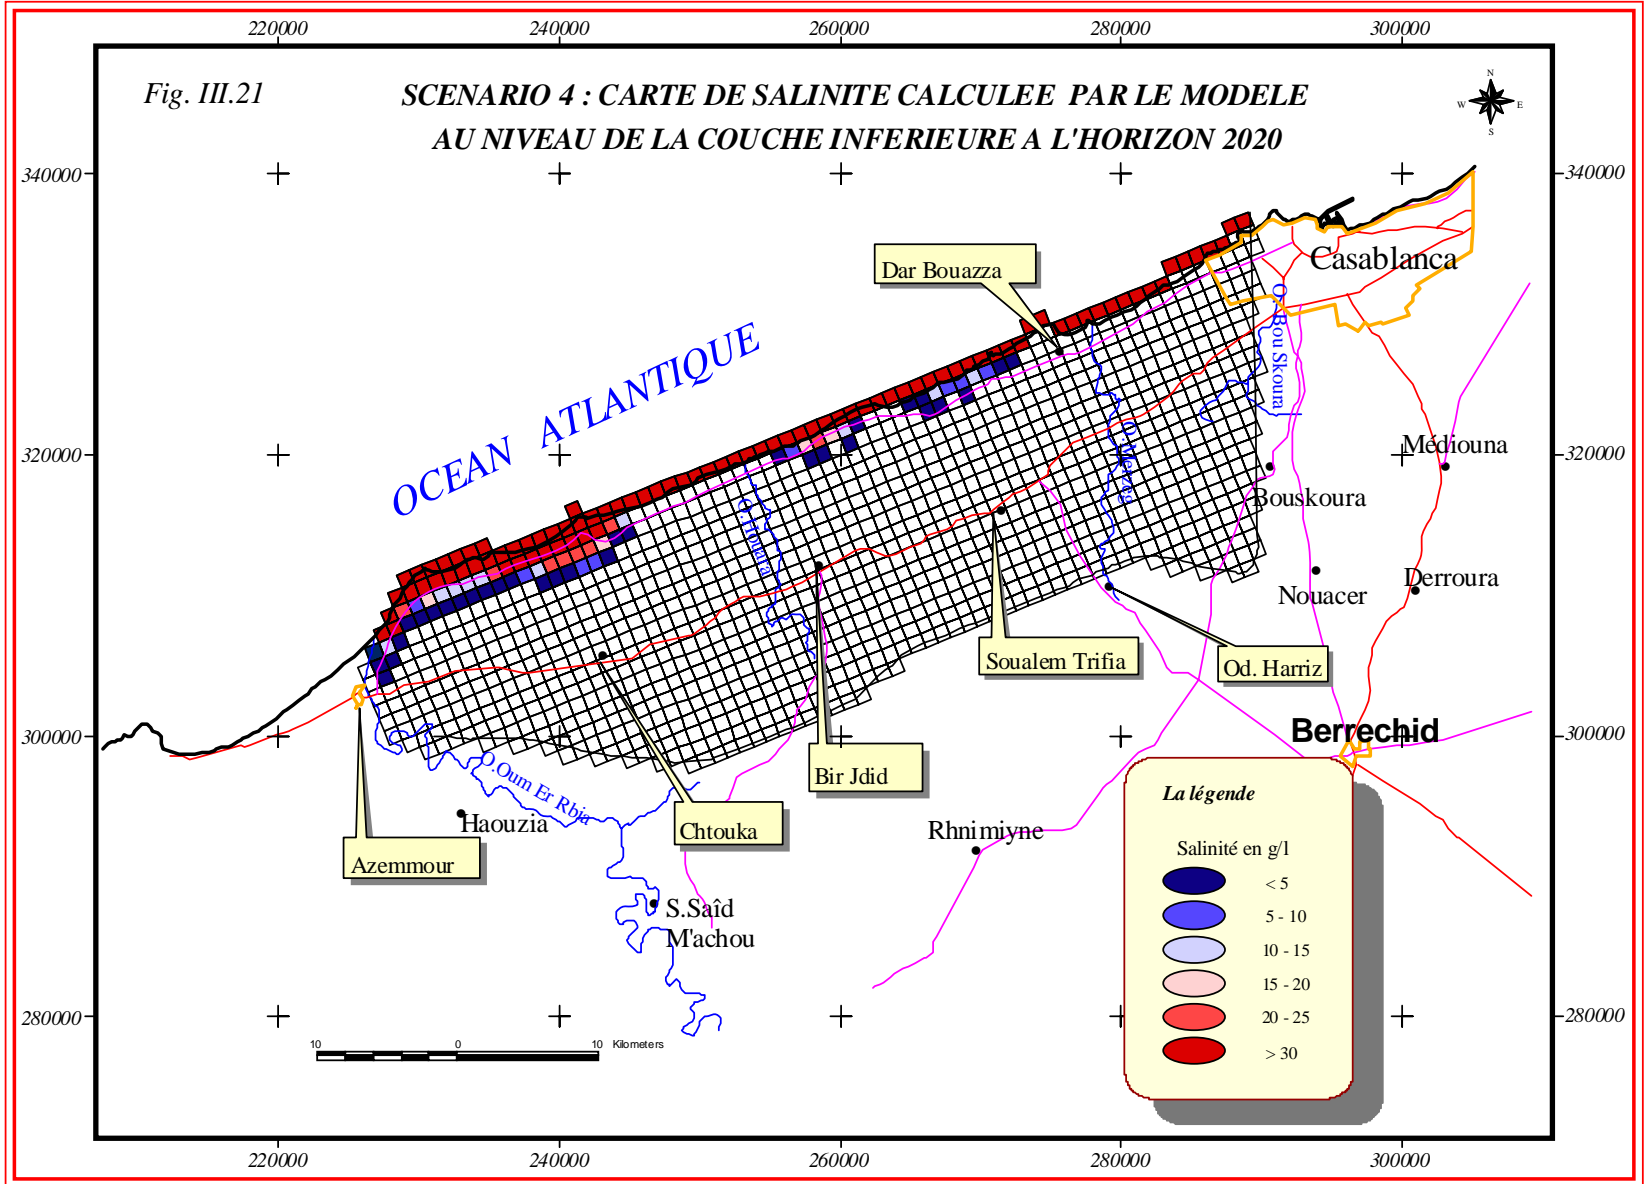 220000
240000
260000
280000
300000
Fig. III.21
SCENARIO 4 : CARTE DE SALINITE CALCULEE PAR LE MODELE
AU NIVEAU DE LA COUCHE INFERIEURE A L'HORIZON 2020
N
W
E
S
340000
340000
Casablanca
Dar Bouazza
O. Bou Skoura
OCEAN ATLANTIQUE
320000
320000
Médiouna
O.Merzeg
Bouskoura
O.Houara
Nouacer
Derroura
Soualem Trifia
Od. Harriz
300000
300000
Berrechid
O.Oum Er Rbia
Bir Jdid
Haouzia
Chtouka
Rhnimiyne
Azemmour
S.Saîd
M'achou
La légende
Salinité en g/l
< 5
5 - 10
10 - 15
15 - 20
20 - 25
> 30
280000
280000
10
0
10 Kilometers
220000
240000
260000
280000
300000